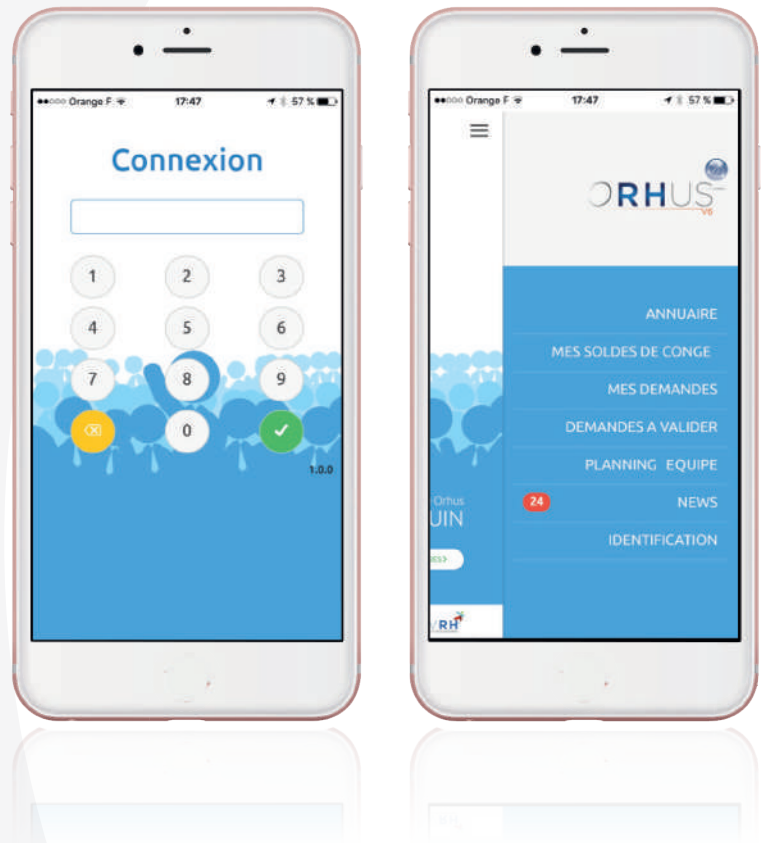 Orange F 17:47 57 %
Connexion
1 2 3
4 5 6
7 8 9
0
1.0.0
Orange F 17:47 57 %
ORHUS
V6
ANNUAIRE
MES SOLDES DE CONGE
MES DEMANDES
DEMANDES A VALIDER
PLANNING EQUIPE
24 NEWS
IDENTIFICATION
Orhus
UIN
RH